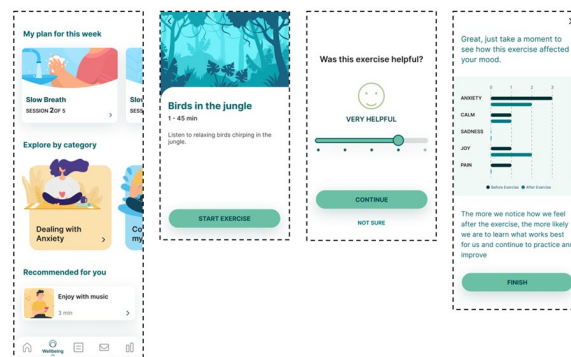 My plan for this week
Slow Breath
SESSION 2OF 5
Slow
SESS
Explore by category
Dealing with
Anxiety
Co
my
Recommended for you
Enjoy with music
3 min
Wellbeing
Birds in the jungle
1 - 45 min
Listen to relaxing birds chirping in the
jungle.
START EXERCISE
Was this exercise helpful?
VERY HELPFUL
CONTINUE
NOT SURE
Great, just take a moment to
see how this exercise affected
your mood.
0 1 2 3
ANXIETY
CALM
SADNESS
JOY
PAIN
Before Exercise After Exercise
The more we notice how we feel
after the exercise, the more likely
we are to learn what works best
for us and continue to practice and
improve
FINISH